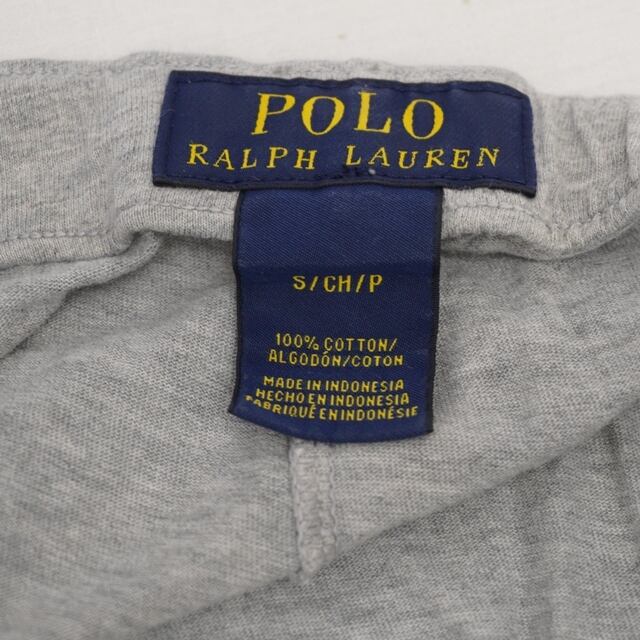 POLO
RALPH LAUREN
S/CH/P
100% COTTON/
ALGODÓN/COTON
MADE IN INDONESIA
HECHO EN INDONESIA
FABRIQUÉ EN INDONÉSIE